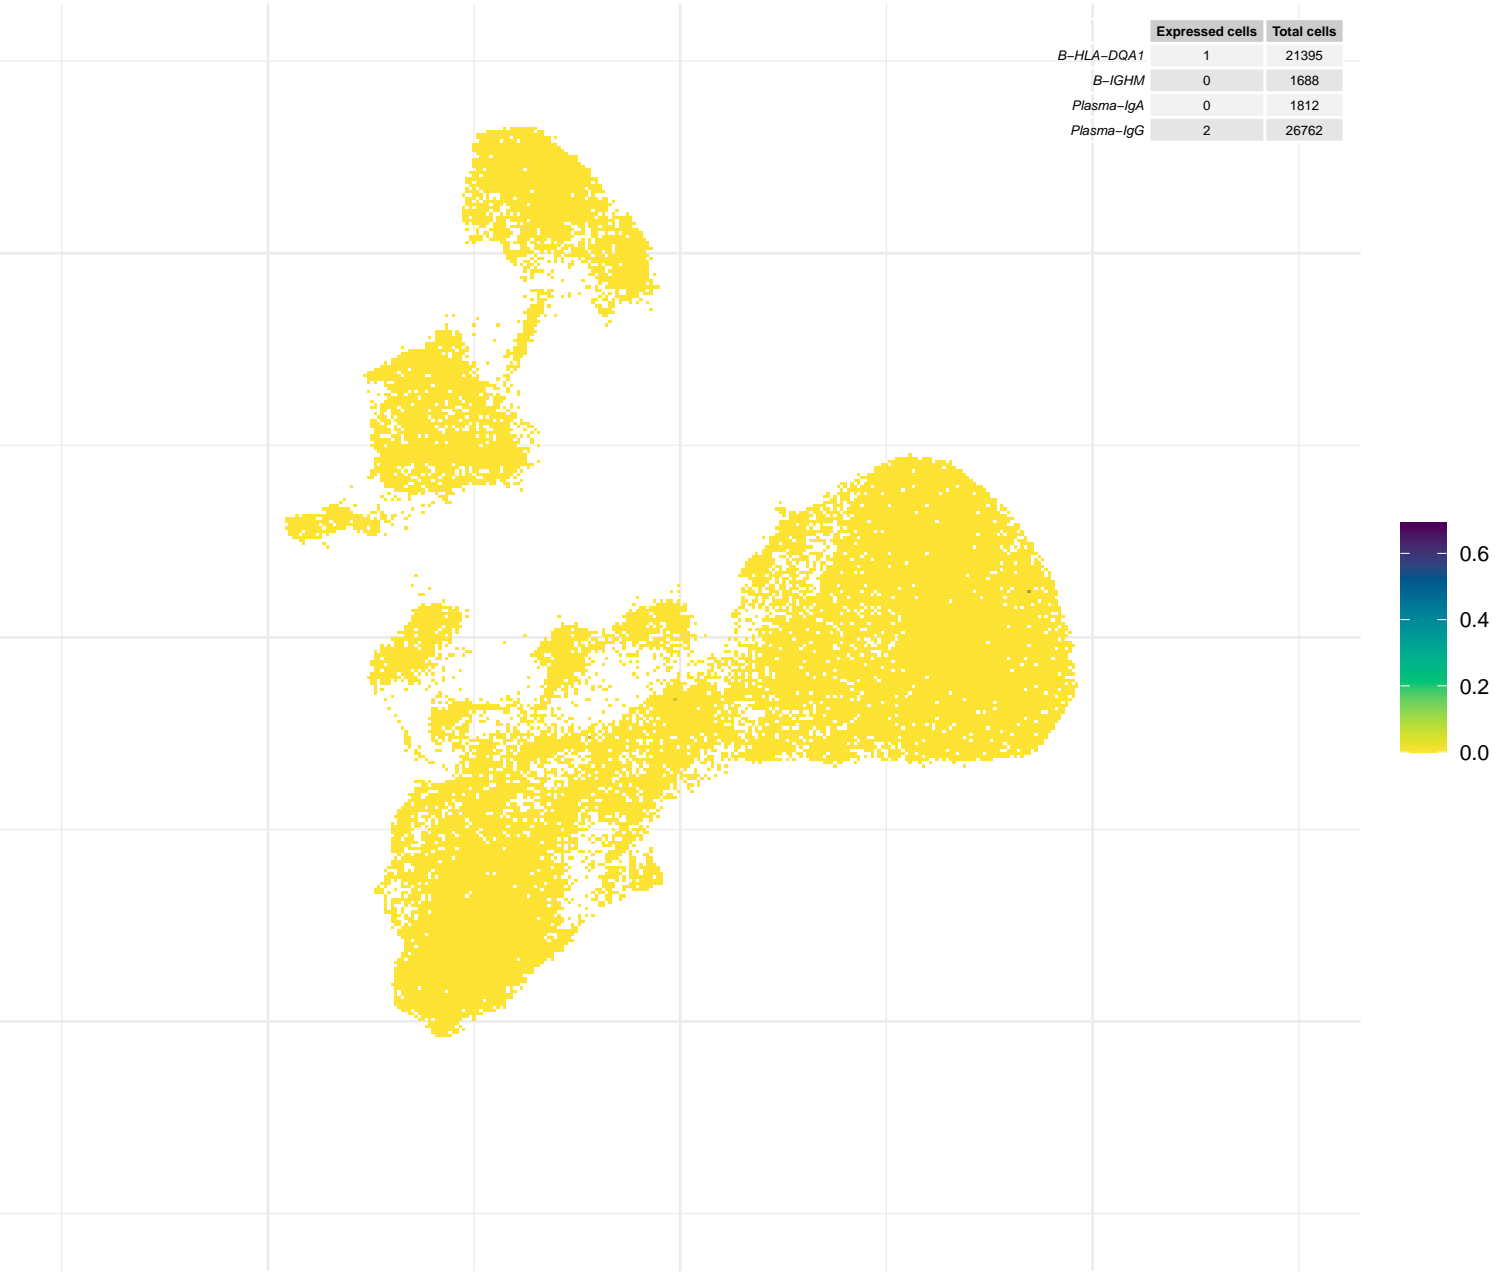 Expressed cells Total cells
B−HLA−DQA1 1 21395
B−IGHM 0 1688
Plasma−IgA 0 1812
Plasma−IgG 2 26762
0.6
0.4
0.2
0.0